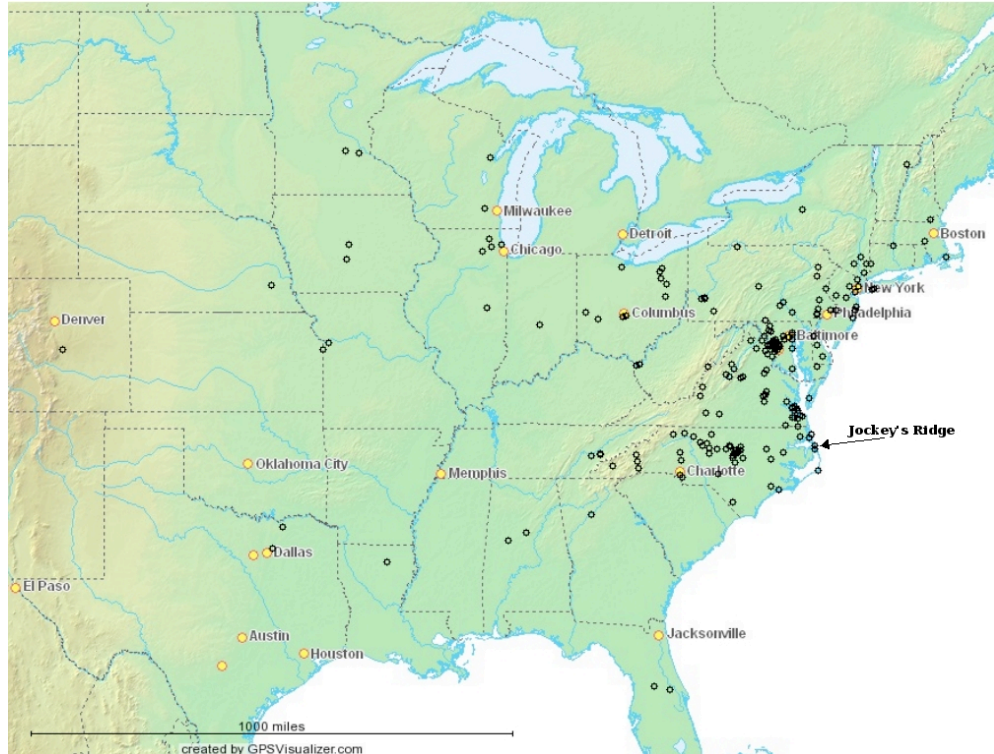 Milwaukee
Boston
Detroit
Chicago
New York
Denver
Columbus
Philadelphia
Baltimore
Jockey's Ridge
Oklahoma City
Memphis
Charlotte
Dallas
El Paso
Austin
Jacksonville
Houston
1000 miles
created by GPSVisualizer.com